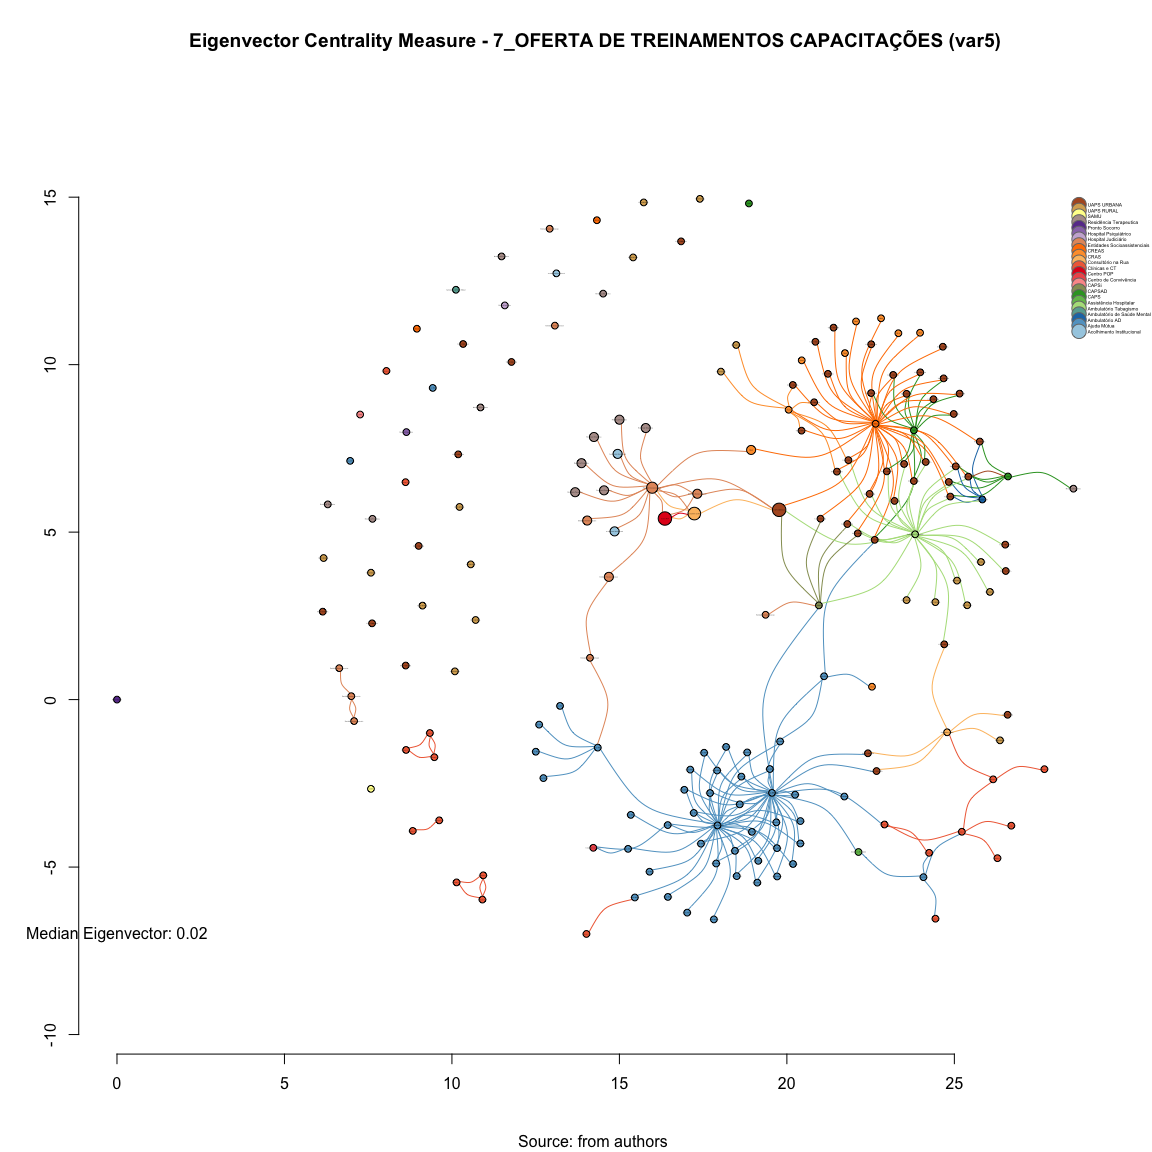 Eigenvector Centrality Measure - 7_OFERTA DE TREINAMENTOS CAPACITAÇÕES (var5)
15
10
5
0
-5
-10
UAPS URBANA
UAPS RURAL
SAMU
Residência Terapeutica
Pronto Socorro
Hospital Psiquiátrico
Hospital Judiciário
Entidades Socioassistenciais
CREAS
CRAS
Consultório na Rua
Clínicas e CT
Centro POP
Centro de Convivência
CAPSi
CAPSAD
CAPS
Assistência Hospitalar
Ambulatório Tabagismo
Ambulatório de Saúde Mental
Ambulatório AD
Ajuda Mútua
Acolhimento Institucional
Median Eigenvector: 0.02
0
5
10
15
20
25
Source: from authors